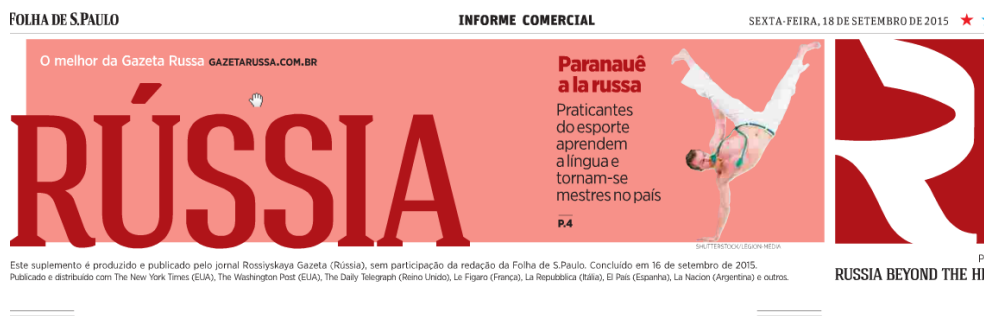 FOLHA DE S.PAULO
INFORME COMERCIAL
SEXTA-FEIRA, 18 DE SETEMBRO DE 2015
O melhor da Gazeta Russa GAZETARUSSA.COM.BR
RÚSSIA
Paranauê
a la russa
Praticantes
do esporte
aprendem
a língua e
tornam-se
mestres no país
P.4
SHUTTERSTOCK/LEGION-MEDIA
Este suplemento é produzido e publicado pelo jornal Rossiyskaya Gazeta (Rússia), sem participação da redação da Folha de S.Paulo. Concluído em 16 de setembro de 2015.
Publicado e distribuído com The New York Times (EUA), The Washington Post (EUA), The Daily Telegraph (Reino Unido), Le Figaro (França), La Repubblica (Itália), El País (Espanha), La Nacion (Argentina) e outros.
R
P
RUSSIA BEYOND THE HE